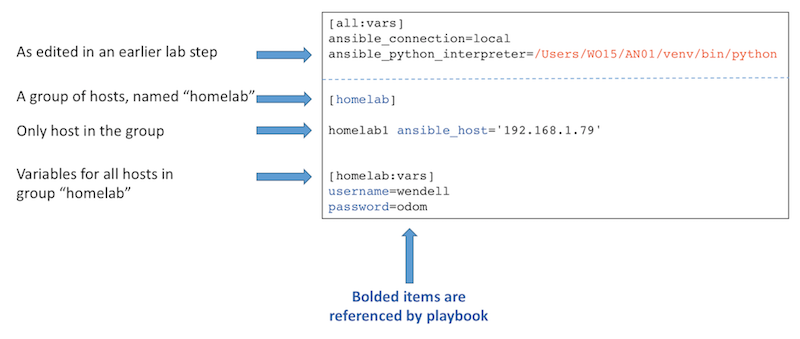 [all:vars]
ansible_connection=local
As edited in an earlier lab step
ansible_python_interpreter=/Users/WO15/AN01/venv/bin/python
A group of hosts, named “homelab”
[homelab]
Only host in the group
homelab1 ansible_host='192.168.1.79'
Variables for all hosts in
group “homelab”
[homelab:vars]
username=wendell
password=odom
Bolded items are
referenced by playbook